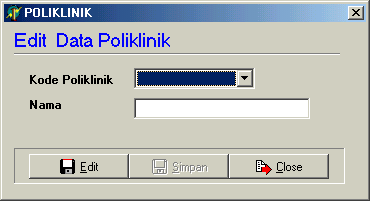 POLIKLINIK
Edit Data Poliklinik
Kode Poliklinik
Nama
Edit Simpan Close